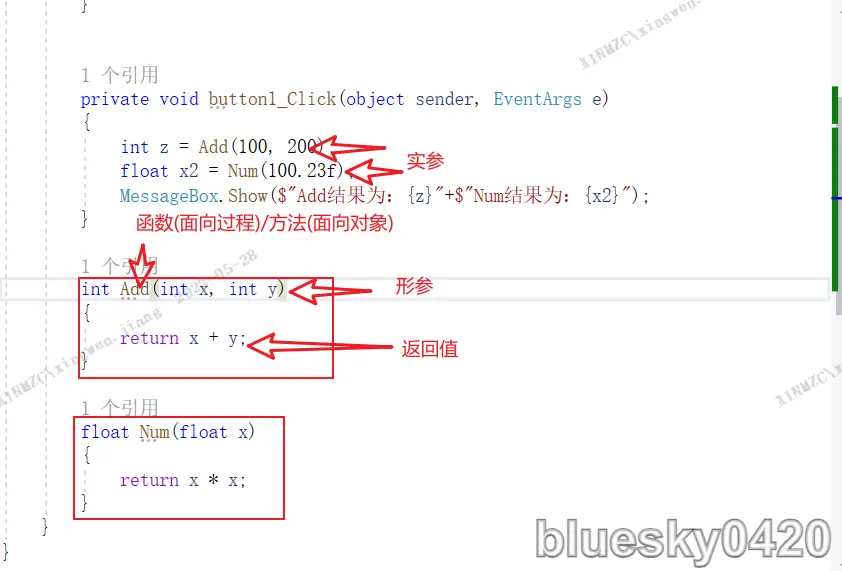 }
1 个引用
private void button1_Click(object sender, EventArgs e)
{
int z = Add(100, 200)
实参
float x2 = Num(100.23f);
MessageBox.Show($"Add结果为：{z}"+$"Num结果为：{x2}");
}
函数(面向过程)/方法(面向对象)
1 个引用
int Add(int x, int y)
形参
{
return x + y;
返回值
}
1 个引用
float Num(float x)
{
return x * x;
}
}
}
bluesky0420